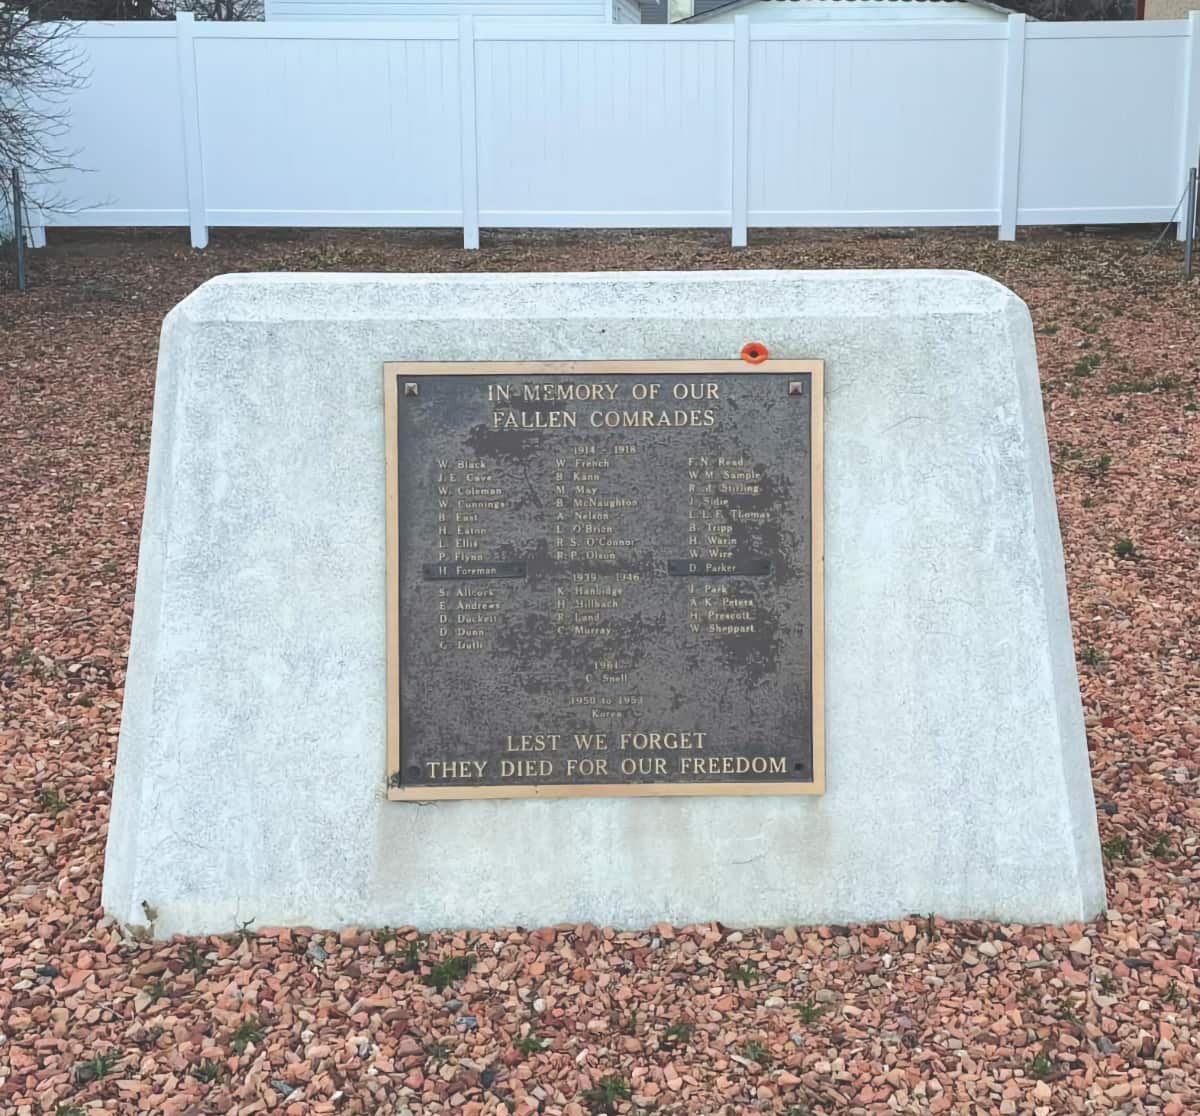 IN MEMORY OF OUR
FALLEN COMRADES
1914 - 1918
W. Black
J. E. Cave
W. Coleman
W. Cunnings
B. East
H. Eaton
L. Ellis
P. Flynn
H. Foreman
W. French
B. Kann
M. May
B. McNaughton
A. Nelson
L. O'Brien
R. S. O'Connor
R. P. Olson
F. N. Read
W. M. Sample
R. J. Stirling
J. Sidie
L. L. F. Thomas
B. Tripp
H. Warin
W. Wire
D. Parker
1939 - 1946
S. Allcork
E. Andrews
D. Duckett
D. Dunn
K. Hanbidge
H. Hillbach
F. Land
C. Murray
J. Park
A. K. Peters
H. Prescott
W. Sheppart
1961
C. Snell
1950 to 1953
Korea
LEST WE FORGET
THEY DIED FOR OUR FREEDOM